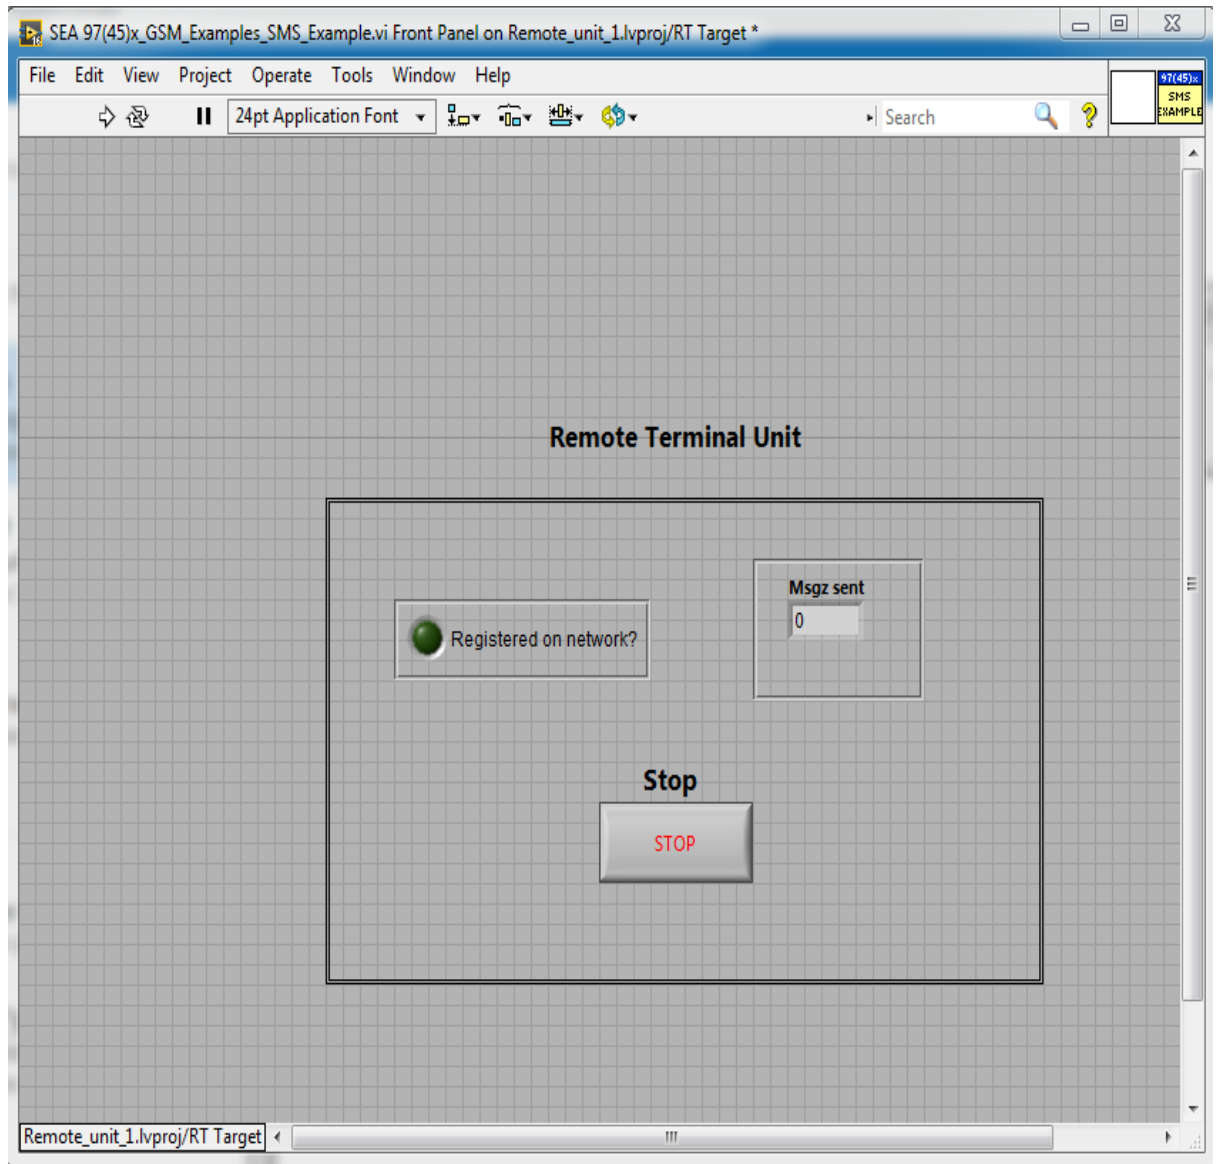 SEA 97(45)x_GSM_Examples_SMS_Example.vi Front Panel on Remote_unit_1.lvproj/RT Target *
File Edit View Project Operate Tools Window Help
97(45)x
SMS
EXAMPLE
24pt Application Font
Search
?
Remote Terminal Unit
Msgz sent
0
Registered on network?
Stop
STOP
Remote_unit_1.lvproj/RT Target